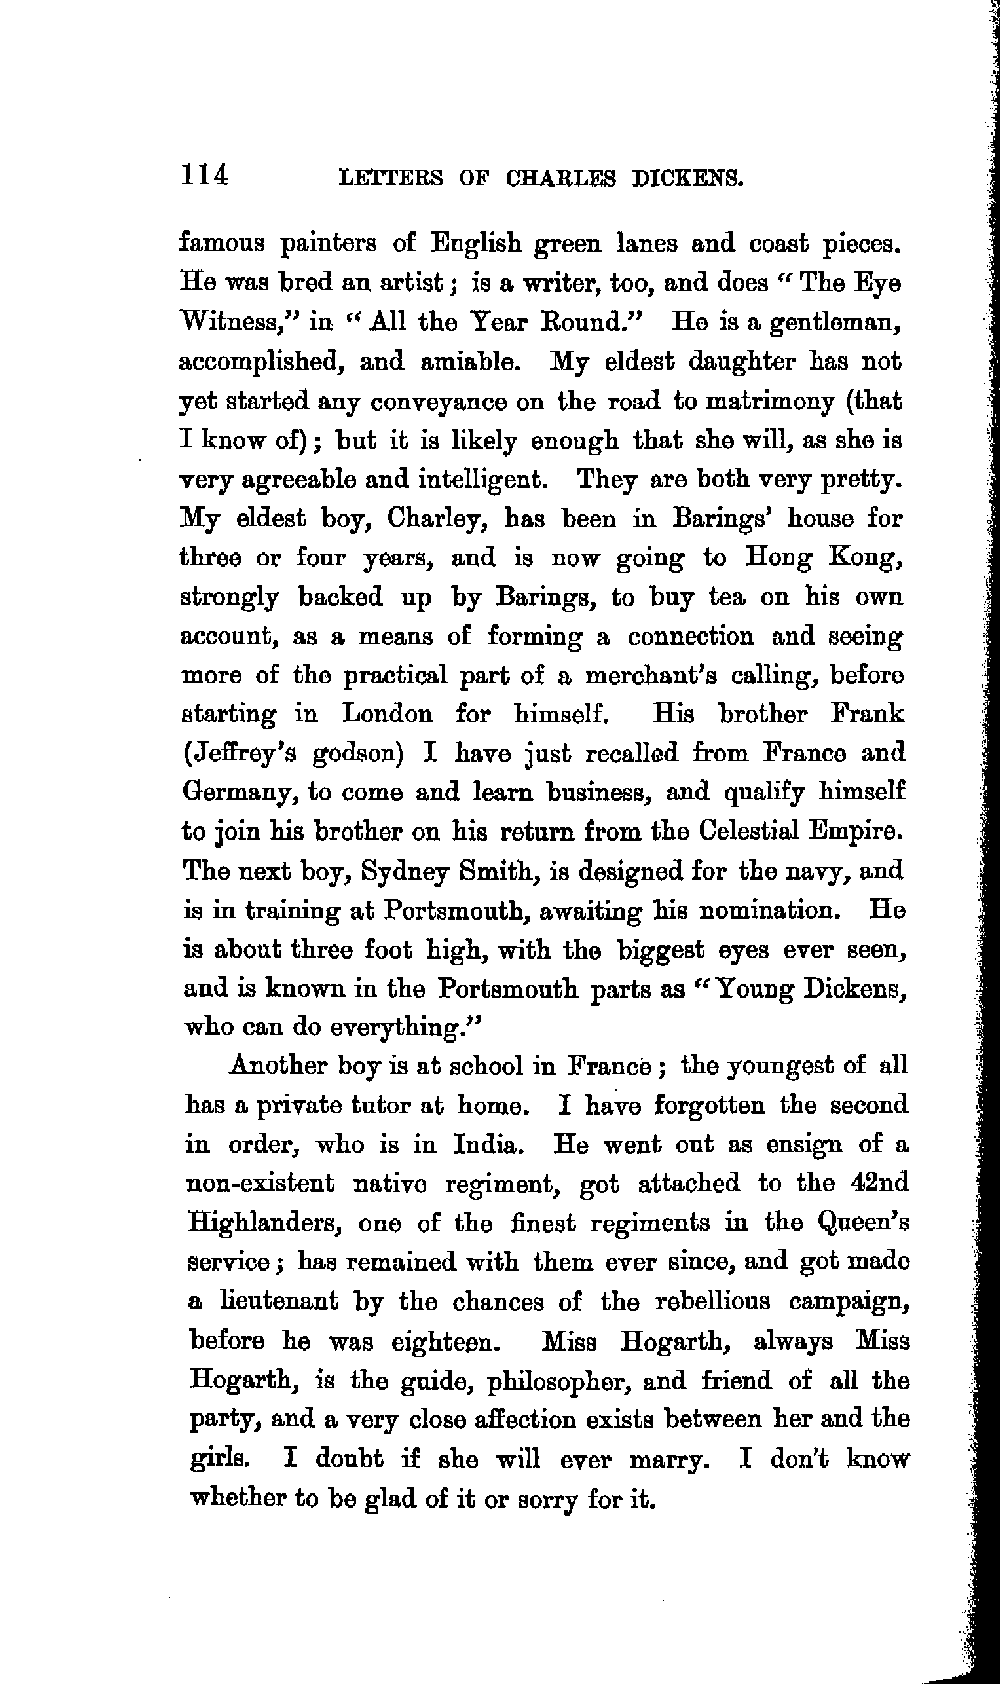 114 LETTERS OF CHARLES DICKENS.
famous painters of English green lanes and coast pieces.
He was bred an artist; is a writer, too, and does “The Eye
Witness,” in “All the Year Round.” He is a gentleman,
accomplished, and amiable. My eldest daughter has not
yet started any conveyance on the road to matrimony (that
I know of); but it is likely enough that she will, as she is
very agreeable and intelligent. They are both very pretty.
My eldest boy, Charley, has been in Barings’ house for
three or four years, and is now going to Hong Kong,
strongly backed up by Barings, to buy tea on his own
account, as a means of forming a connection and seeing
more of the practical part of a merchant’s calling, before
starting in London for himself. His brother Frank
(Jeffrey’s godson) I have just recalled from France and
Germany, to come and learn business, and qualify himself
to join his brother on his return from the Celestial Empire.
The next boy, Sydney Smith, is designed for the navy, and
is in training at Portsmouth, awaiting his nomination. He
is about three foot high, with the biggest eyes ever seen,
and is known in the Portsmouth parts as “Young Dickens,
who can do everything.”
Another boy is at school in France; the youngest of all
has a private tutor at home. I have forgotten the second
in order, who is in India. He went out as ensign of a
non-existent native regiment, got attached to the 42nd
Highlanders, one of the finest regiments in the Queen’s
service; has remained with them ever since, and got made
a lieutenant by the chances of the rebellious campaign,
before he was eighteen. Miss Hogarth, always Miss
Hogarth, is the guide, philosopher, and friend of all the
party, and a very close affection exists between her and the
girls. I doubt if she will ever marry. I don’t know
whether to be glad of it or sorry for it.